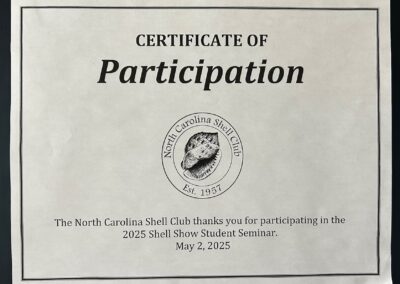 CERTIFICATE OF
Participation
North Carolina Shell Club
Est. 1957
The North Carolina Shell Club thanks you for participating in the
2025 Shell Show Student Seminar.
May 2, 2025